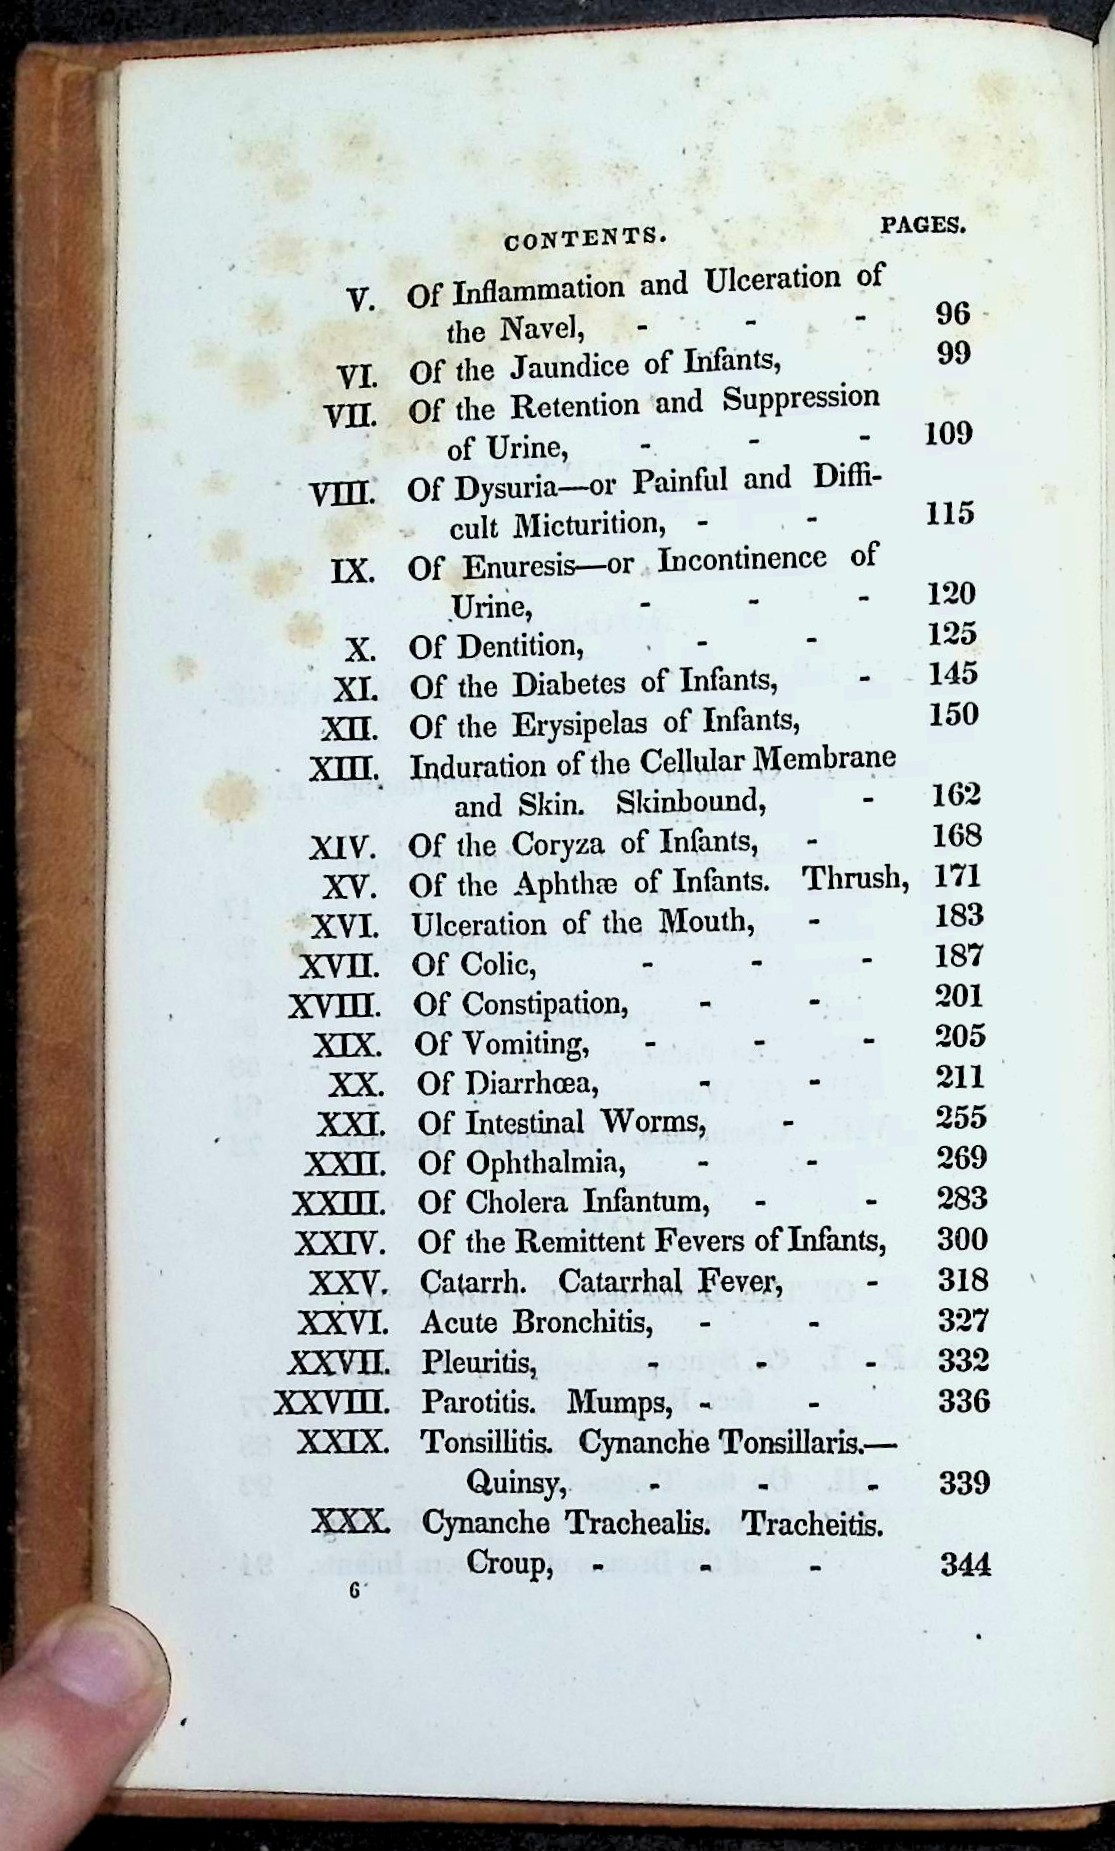 CONTENTS. PAGES.
V. Of Inflammation and Ulceration of
the Navel, - - - 96
VI. Of the Jaundice of Infants, 99
VII. Of the Retention and Suppression
of Urine, - - - 109
VIII. Of Dysuria—or Painful and Diffi-
cult Micturition, - - 115
IX. Of Enuresis—or Incontinence of
Urine, - - - 120
X. Of Dentition, - - 125
XI. Of the Diabetes of Infants, - 145
XII. Of the Erysipelas of Infants, 150
XIII. Induration of the Cellular Membrane
and Skin. Skinbound, - 162
XIV. Of the Coryza of Infants, - 168
XV. Of the Aphthæ of Infants. Thrush, 171
XVI. Ulceration of the Mouth, - 183
XVII. Of Colic, - - - 187
XVIII. Of Constipation, - - 201
XIX. Of Vomiting, - - - 205
XX. Of Diarrhœa, - - 211
XXI. Of Intestinal Worms, - 255
XXII. Of Ophthalmia, - - 269
XXIII. Of Cholera Infantum, - - 283
XXIV. Of the Remittent Fevers of Infants, 300
XXV. Catarrh. Catarrhal Fever, - 318
XXVI. Acute Bronchitis, - - 327
XXVII. Pleuritis, - - - 332
XXVIII. Parotitis. Mumps, - - 336
XXIX. Tonsillitis. Cynanche Tonsillaris.—
Quinsy, - - - 339
XXX. Cynanche Trachealis. Tracheitis.
Croup, - - - 344
6